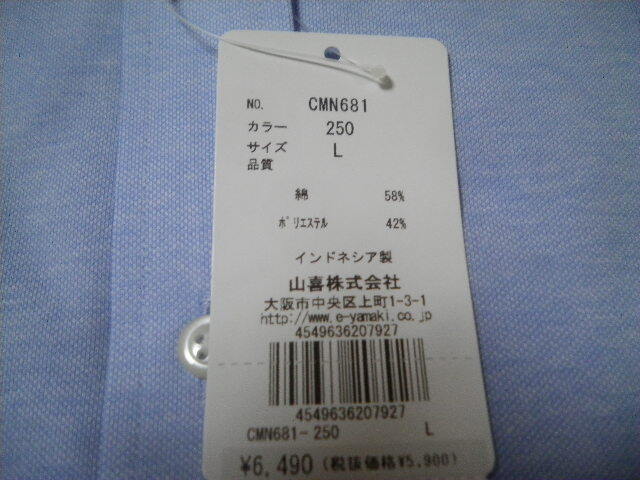 NO. CMN681
カラー 250
サイズ L
品質
綿 58%
ポリエステル 42%
インドネシア製
山喜株式会社
大阪市中央区上町1-3-1
http://www.e-yamaki.co.jp
4549636207927
4549636207927
CMN681-250 L
¥6,490 (税抜価格¥5,900)